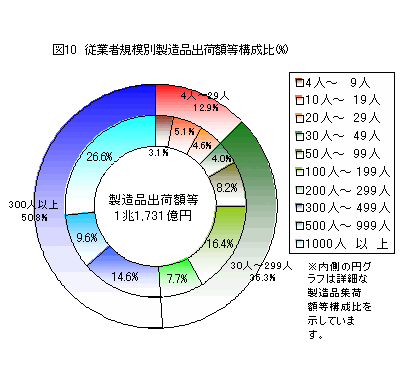 図10 従業者規模別製造品出荷額等構成比(%)
4人～29人
12.9%
3.1%
5.1%
4.6%
4.0%
8.2%
16.4%
7.7%
14.6%
9.6%
26.6%
製造品出荷額等
1兆1,731億円
300人以上
50.8%
30人～299人
36.3%
4人～ 9人
10人～ 19人
20人～ 29人
30人～ 49人
50人～ 99人
100人～ 199人
200人～ 299人
300人～ 499人
500人～ 999人
1000人 以 上
※内側の円グ
ラフは詳細な
製造品集荷
額等構成比を
示していま
す。